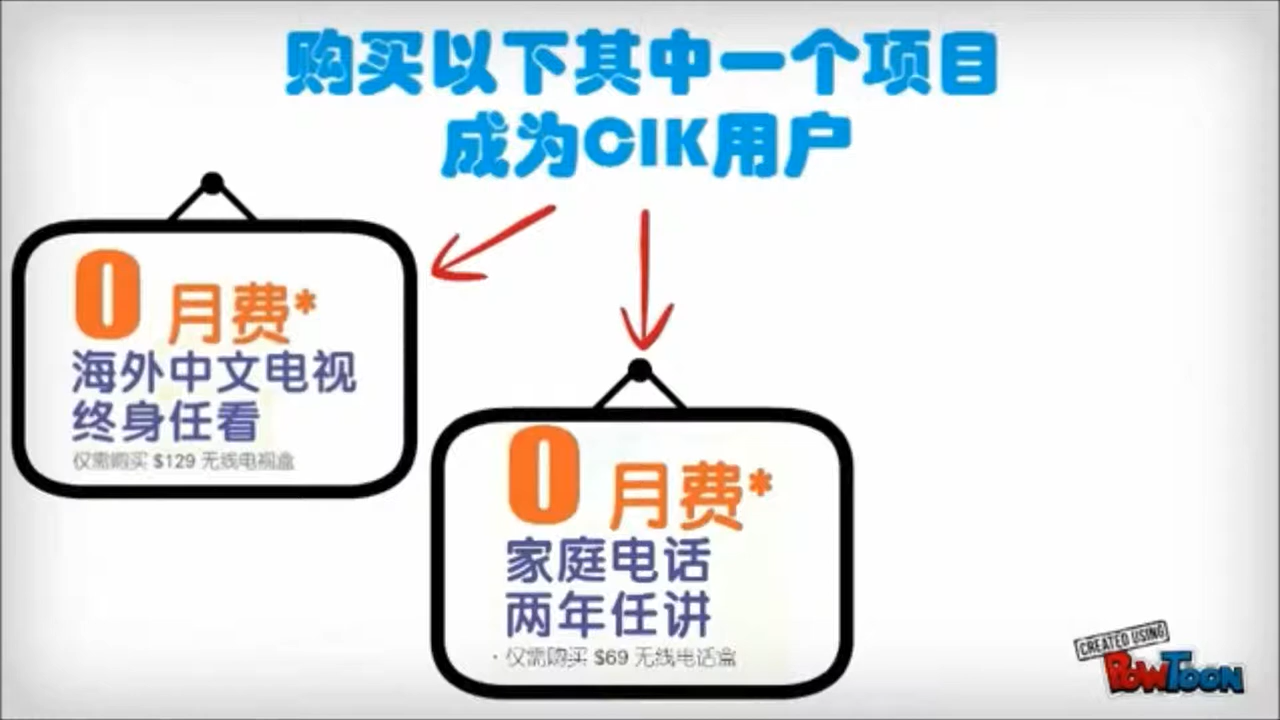 购买以下其中一个项目
成为CIK用户
0 月费*
海外中文电视
终身任看
仅需购买 $129 无线电视盒
0 月费*
家庭电话
两年任讲
· 仅需购买 $69 无线电话盒
CREATED USING
POWTOON